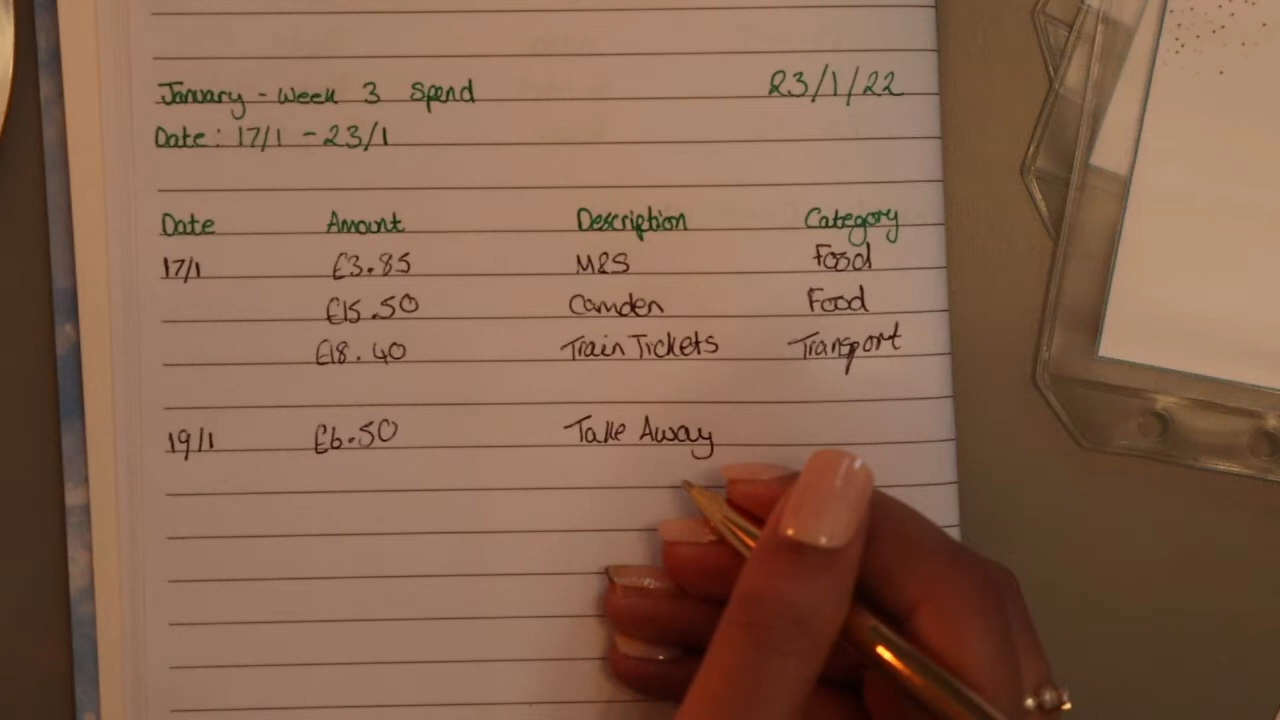 January - Week 3 Spend 23/1/22
Date: 17/1 - 23/1
Date Amount Description Category
17/1 £3.85 M&S Food
£15.50 Camden Food
£18.40 Train Tickets Transport
19/1 £6.50 Take Away